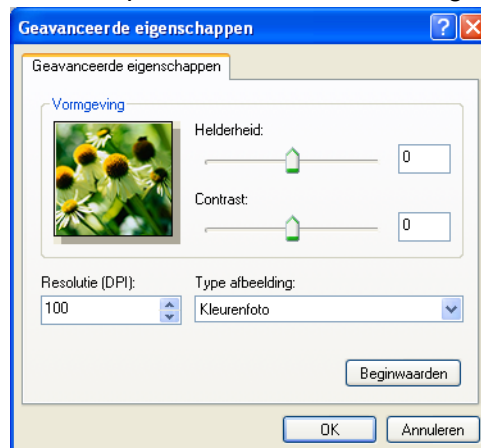 Geavanceerde eigenschappen
Geavanceerde eigenschappen
Vormgeving
Helderheid:
0
Contrast:
0
Resolutie (DPI):
Type afbeelding:
100
Kleurenfoto
Beginwaarden
OK
Annuleren